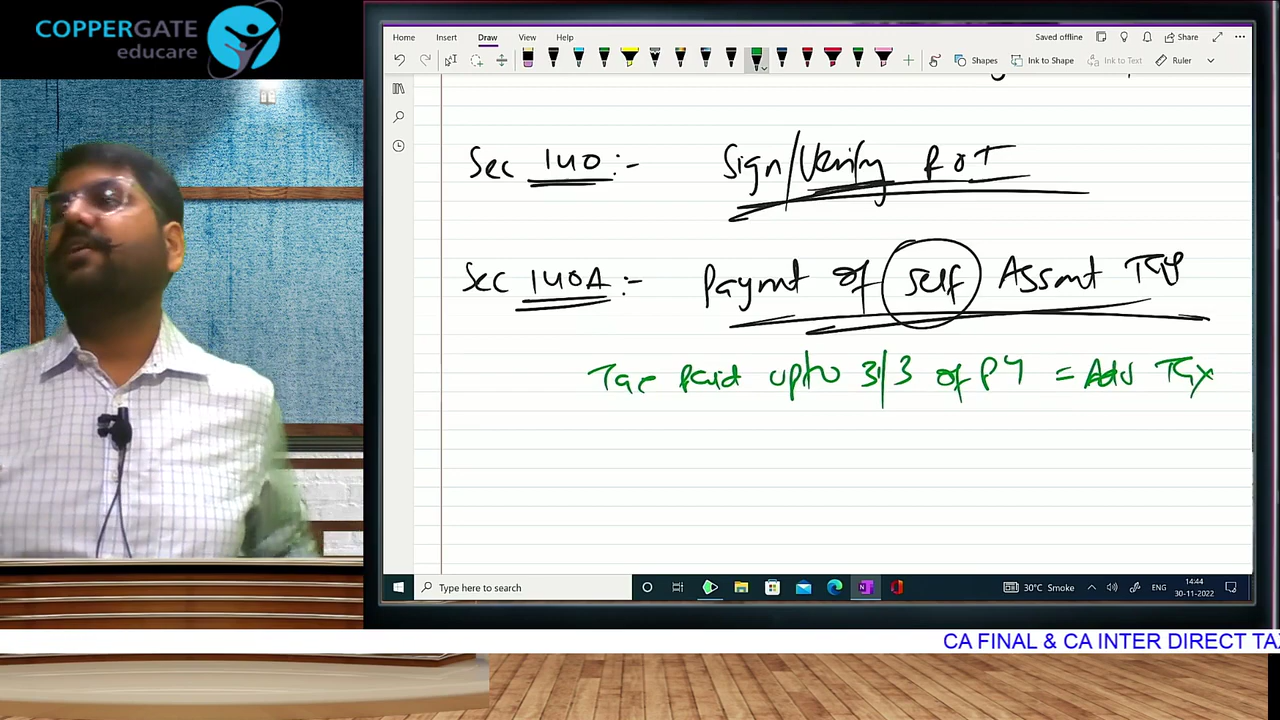 COPPERGATE
educare
Home Insert Draw View Help
Saved offline Share
Shapes Ink to Shape Ink to Text Ruler
Sec 140:- Sign/Verify ROI
Sec 140A:- Paymt of self Assmt Tax
Tax Paid upto 31/3 of PY = Adv Tax
Type here to search
30°C Smoke ENG 14:44
30-11-2022
CA FINAL & CA INTER DIRECT TA